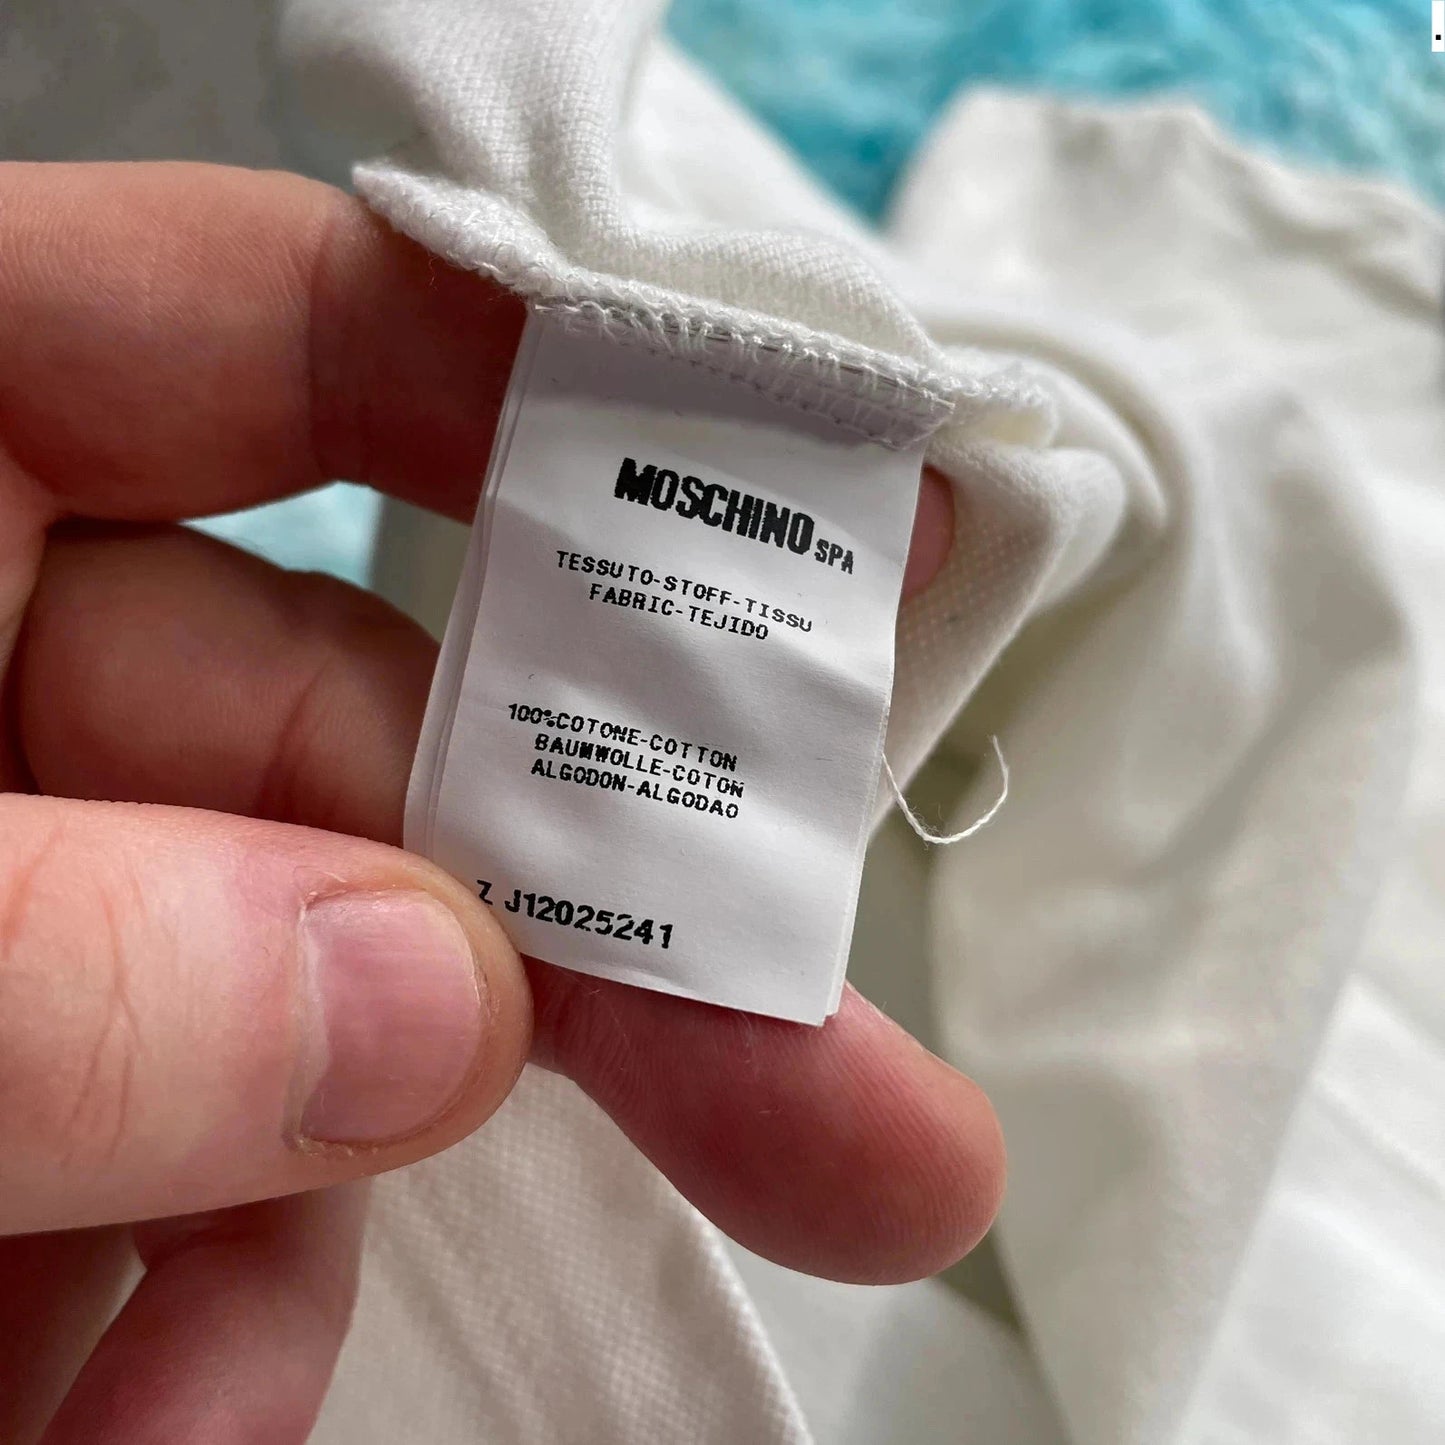 MOSCHINO SPA
TESSUTO-STOFF-TISSU
FABRIC-TEJIDO
100%COTONE-COTTON
BAUMWOLLE-COTON
ALGODON-ALGODAO
Z J12025241
.